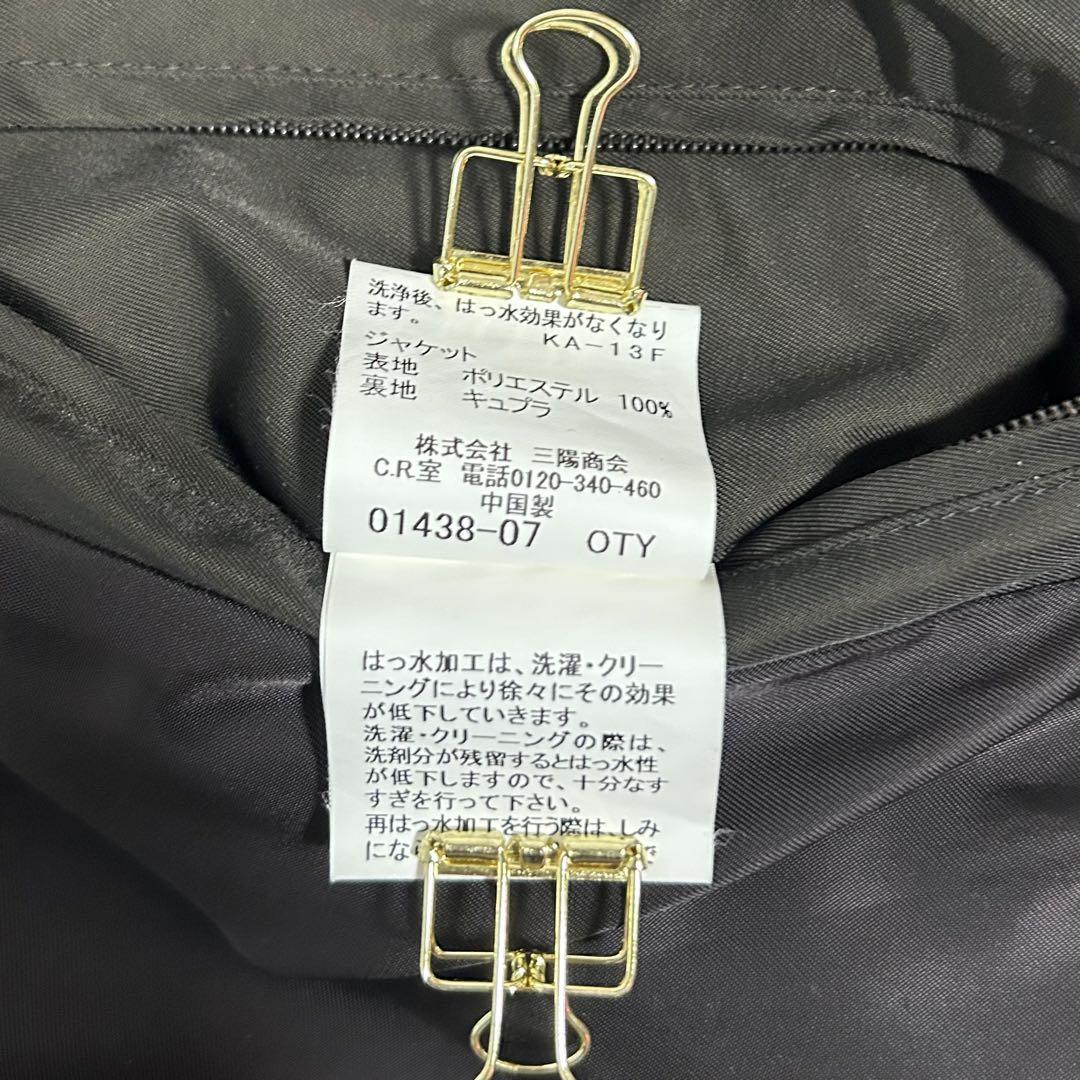 洗浄後、はっ水効果がなくなり
ます。
KA-13F
ジャケット
表地 ポリエステル 100%
裏地 キュプラ
株式会社 三陽商会
C.R.室 電話0120-340-460
中国製
01438-07 OTY
はっ水加工は、洗濯・クリー
ニングにより徐々にその効果
が低下していきます。
洗濯・クリーニングの際は、
洗剤分が残留するとはっ水性
が低下しますので、十分なす
すぎを行って下さい。
再はっ水加工を行う際は、しみ
にな